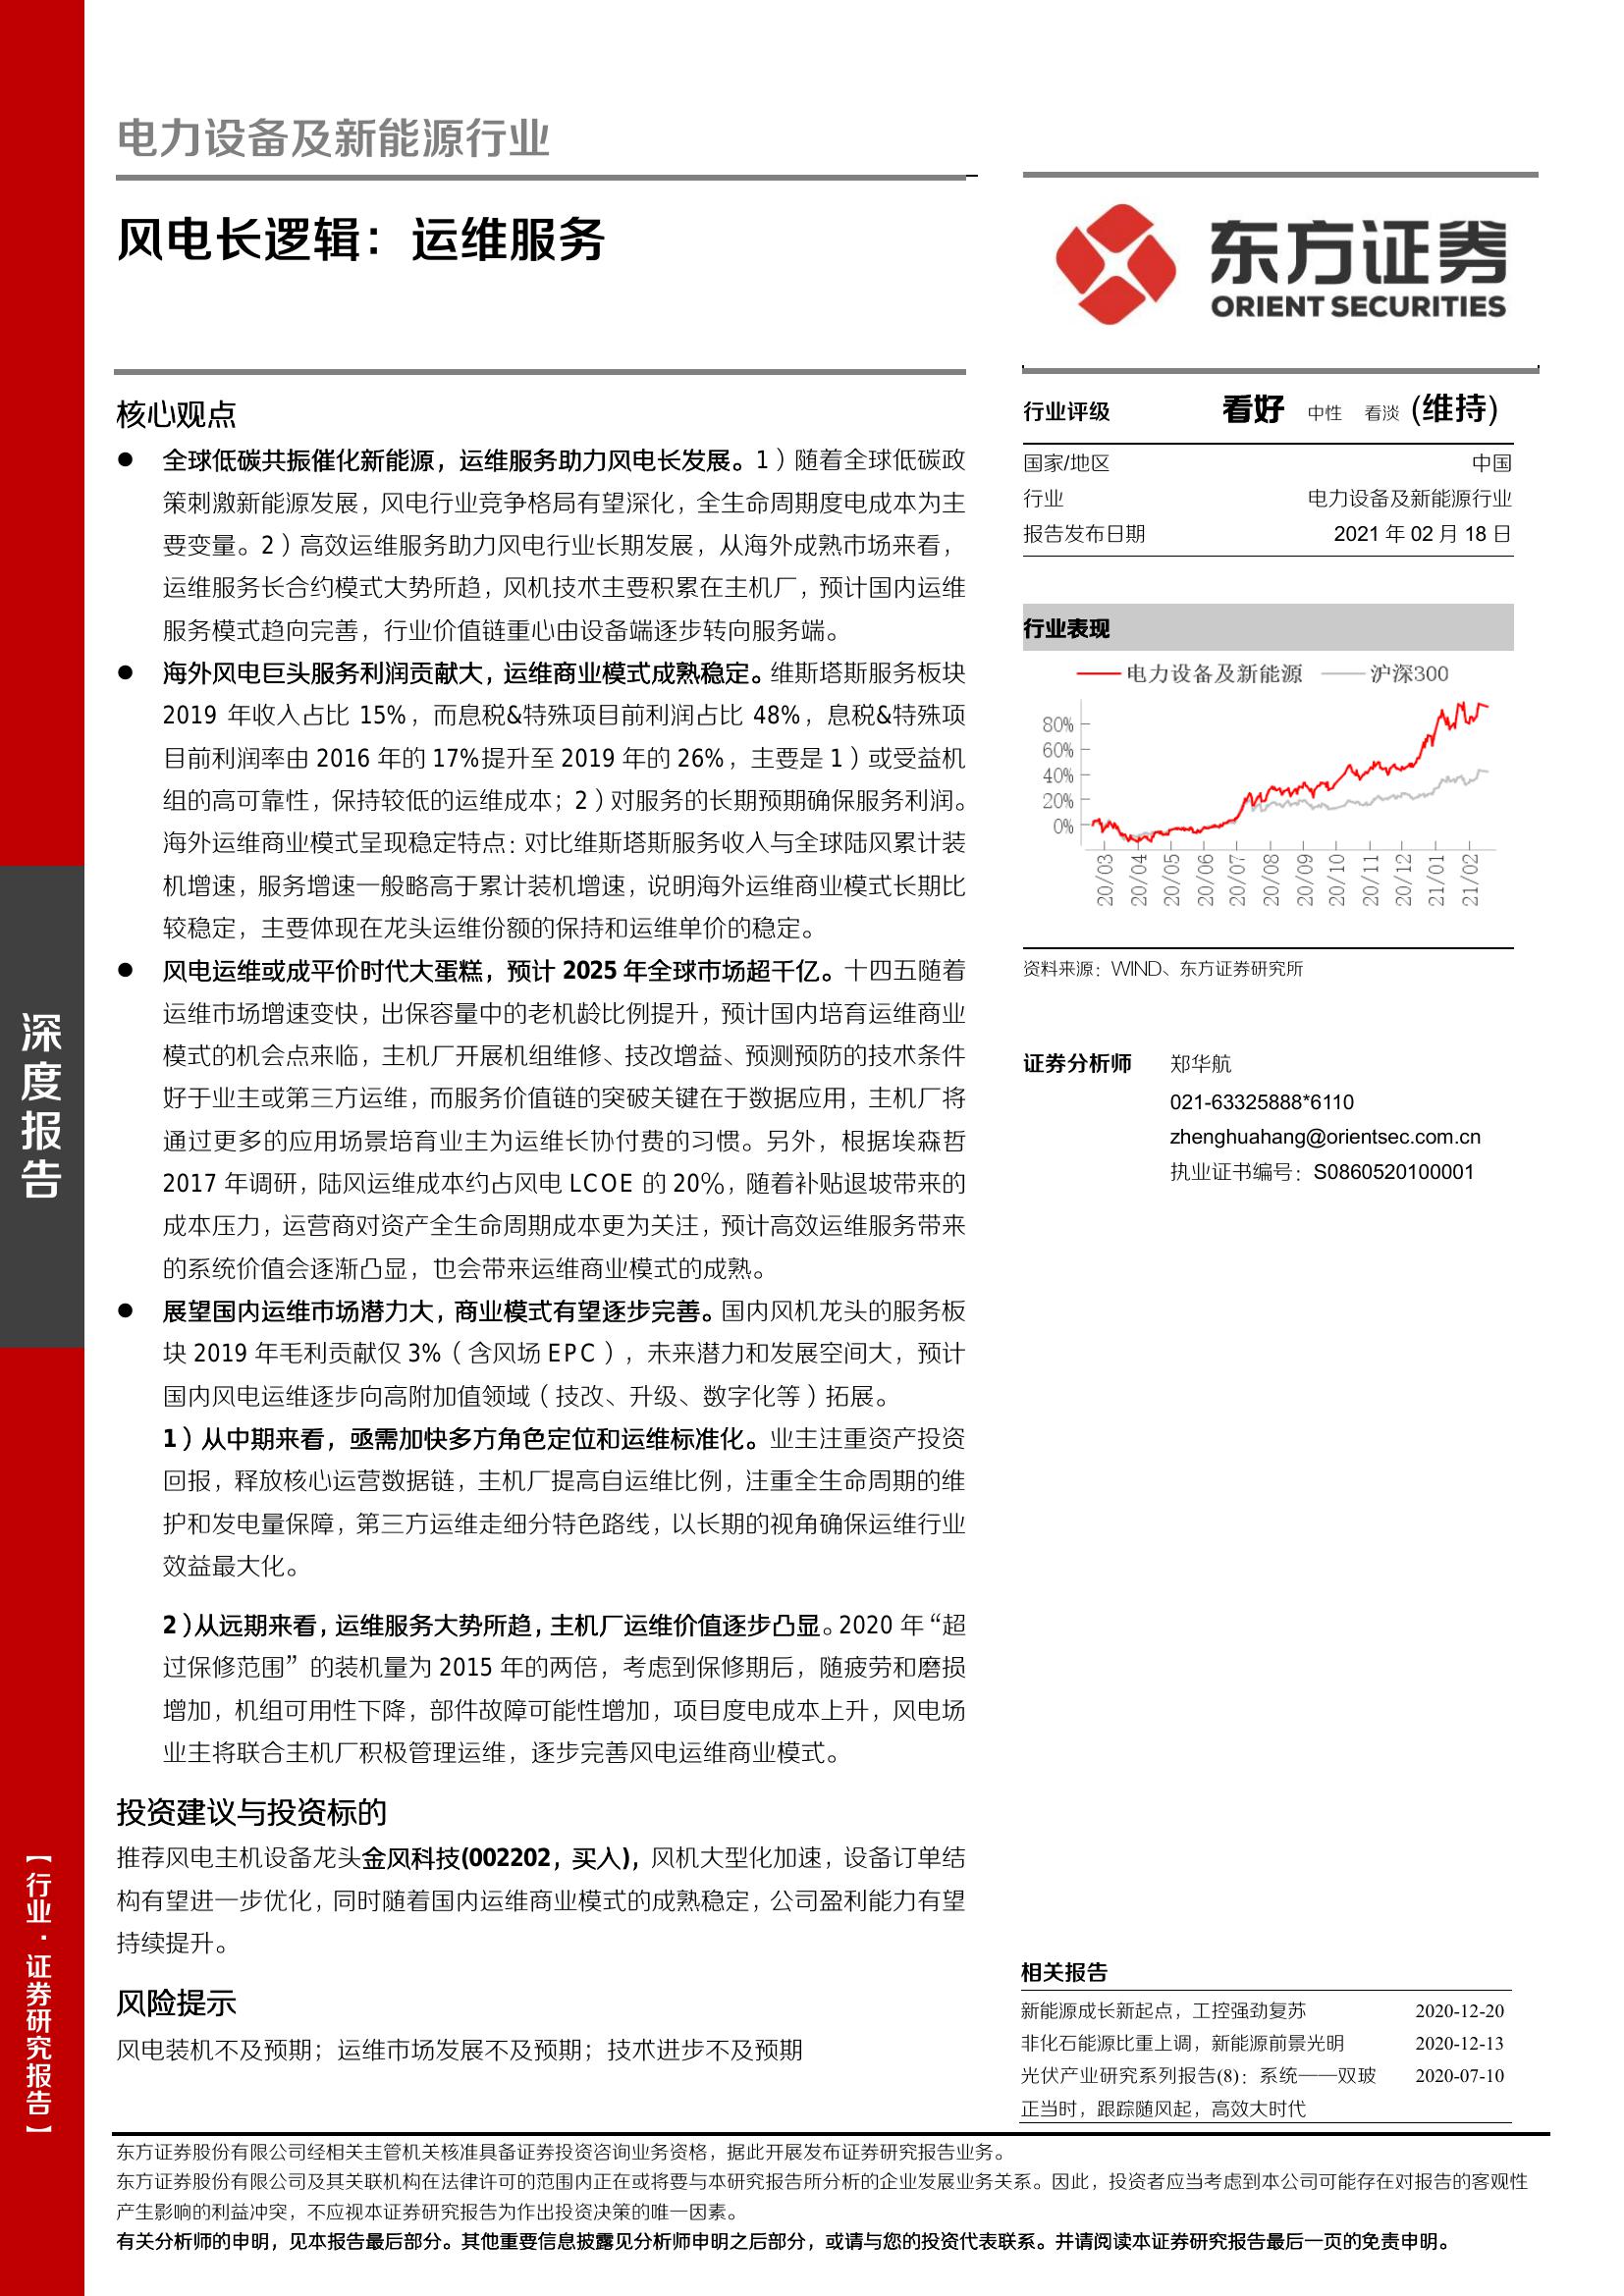 电力设备及新能源行业
风电长逻辑：运维服务
东方证券
ORIENT SECURITIES
核心观点
● 全球低碳共振催化新能源，运维服务助力风电长发展。1）随着全球低碳政
策刺激新能源发展，风电行业竞争格局有望深化，全生命周期度电成本为主
要变量。2）高效运维服务助力风电行业长期发展，从海外成熟市场来看，
运维服务长合约模式大势所趋，风机技术主要积累在主机厂，预计国内运维
服务模式趋向完善，行业价值链重心由设备端逐步转向服务端。
● 海外风电巨头服务利润贡献大，运维商业模式成熟稳定。维斯塔斯服务板块
2019 年收入占比 15%，而息税&特殊项目前利润占比 48%，息税&特殊项
目前利润率由 2016 年的 17%提升至 2019 年的 26%，主要是 1）或受益机
组的高可靠性，保持较低的运维成本；2）对服务的长期预期确保服务利润。
海外运维商业模式呈现稳定特点：对比维斯塔斯服务收入与全球陆风累计装
机增速，服务增速一般略高于累计装机增速，说明海外运维商业模式长期比
较稳定，主要体现在龙头运维份额的保持和运维单价的稳定。
● 风电运维或成平价时代大蛋糕，预计 2025 年全球市场超千亿。十四五随着
运维市场增速变快，出保容量中的老机龄比例提升，预计国内培育运维商业
模式的机会点来临，主机厂开展机组维修、技改增益、预测预防的技术条件
好于业主或第三方运维，而服务价值链的突破关键在于数据应用，主机厂将
通过更多的应用场景培育业主为运维长协付费的习惯。另外，根据埃森哲
2017 年调研，陆风运维成本约占风电 LCOE 的 20%，随着补贴退坡带来的
成本压力，运营商对资产全生命周期成本更为关注，预计高效运维服务带来
的系统价值会逐渐凸显，也会带来运维商业模式的成熟。
● 展望国内运维市场潜力大，商业模式有望逐步完善。国内风机龙头的服务板
块 2019 年毛利贡献仅 3%（含风场 EPC），未来潜力和发展空间大，预计
国内风电运维逐步向高附加值领域（技改、升级、数字化等）拓展。
1）从中期来看，亟需加快多方角色定位和运维标准化。业主注重资产投资
回报，释放核心运营数据链，主机厂提高自运维比例，注重全生命周期的维
护和发电量保障，第三方运维走细分特色路线，以长期的视角确保运维行业
效益最大化。
2）从远期来看，运维服务大势所趋，主机厂运维价值逐步凸显。2020 年“超
过保修范围”的装机量为 2015 年的两倍，考虑到保修期后，随疲劳和磨损
增加，机组可用性下降，部件故障可能性增加，项目度电成本上升，风电场
业主将联合主机厂积极管理运维，逐步完善风电运维商业模式。
投资建议与投资标的
推荐风电主机设备龙头金风科技(002202，买入)，风机大型化加速，设备订单结
构有望进一步优化，同时随着国内运维商业模式的成熟稳定，公司盈利能力有望
持续提升。
风险提示
风电装机不及预期；运维市场发展不及预期；技术进步不及预期
行业评级 看好 中性 看淡 (维持)
国家/地区 中国
行业 电力设备及新能源行业
报告发布日期 2021 年 02 月 18 日
行业表现
电力设备及新能源 沪深300
80%
60%
40%
20%
0%
20/03 20/04 20/05 20/06 20/07 20/08 20/09 20/10 20/11 20/12 21/01 21/02
资料来源：WIND、东方证券研究所
证券分析师 郑华航
021-63325888*6110
zhenghuahang@orientsec.com.cn
执业证书编号：S0860520100001
相关报告
新能源成长新起点，工控强劲复苏 2020-12-20
非化石能源比重上调，新能源前景光明 2020-12-13
光伏产业研究系列报告(8)：系统——双玻 2020-07-10
正当时，跟踪随风起，高效大时代
深度报告
【行业·证券研究报告】
东方证券股份有限公司经相关主管机关核准具备证券投资咨询业务资格，据此开展发布证券研究报告业务。
东方证券股份有限公司及其关联机构在法律许可的范围内正在或将要与本研究报告所分析的企业发展业务关系。因此，投资者应当考虑到本公司可能存在对报告的客观性
产生影响的利益冲突，不应视本证券研究报告为作出投资决策的唯一因素。
有关分析师的申明，见本报告最后部分。其他重要信息披露见分析师申明之后部分，或请与您的投资代表联系。并请阅读本证券研究报告最后一页的免责申明。